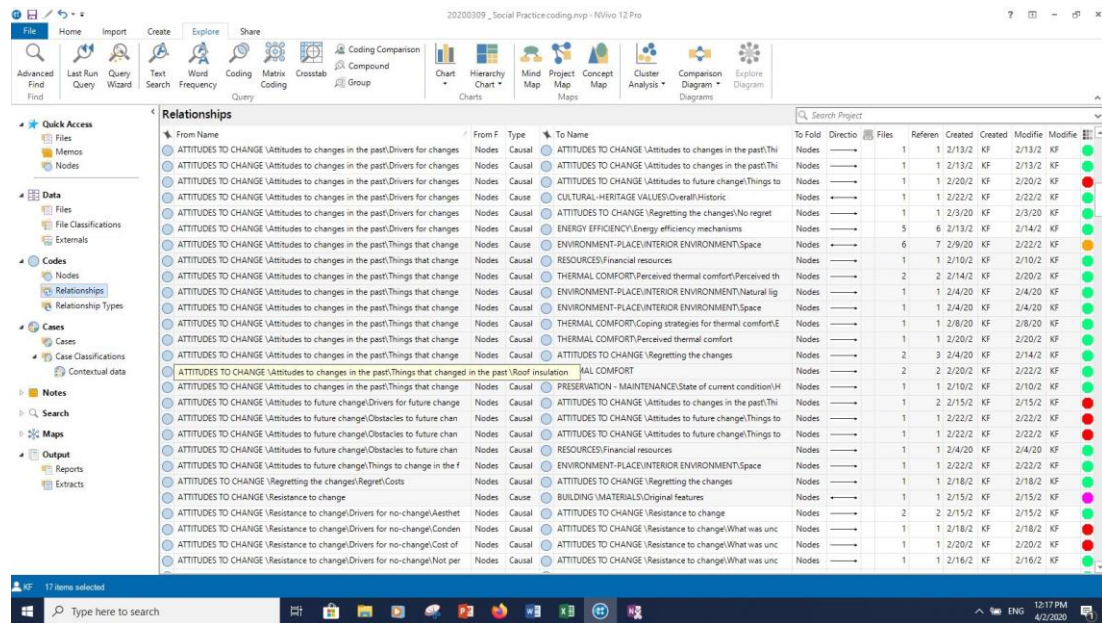 20200309 _Social Practice coding.nvp - NVivo 12 Pro
File Home Import Create Explore Share
Advanced Find
Last Run Query
Query Wizard
Text Search
Word Frequency
Coding
Matrix Coding
Crosstab
Coding Comparison
Compound
Group
Chart
Hierarchy Chart
Mind Map
Project Map
Concept Map
Cluster Analysis
Comparison Diagram
Explore Diagram
Find Query Charts Maps Diagrams
Quick Access
Files
Memos
Nodes
Data
Files
File Classifications
Externals
Codes
Nodes
Relationships
Relationship Types
Cases
Cases
Case Classifications
Contextual data
Notes
Search
Maps
Output
Reports
Extracts
Relationships Search Project
From Name From F Type To Name To Fold Directio Files Referen Created Created Modifie Modifie
ATTITUDES TO CHANGE \Attitudes to changes in the past\Drivers for changes Nodes Causal ATTITUDES TO CHANGE \Attitudes to changes in the past\Thi Nodes 1 1 2/13/2 KF 2/13/2 KF
ATTITUDES TO CHANGE \Attitudes to changes in the past\Drivers for changes Nodes Causal ATTITUDES TO CHANGE \Attitudes to changes in the past\Thi Nodes 1 1 2/13/2 KF 2/13/2 KF
ATTITUDES TO CHANGE \Attitudes to changes in the past\Drivers for changes Nodes Causal ATTITUDES TO CHANGE \Attitudes to future change\Things to Nodes 1 1 2/20/2 KF 2/20/2 KF
ATTITUDES TO CHANGE \Attitudes to changes in the past\Drivers for changes Nodes Cause CULTURAL-HERITAGE VALUES\Overall\Historic Nodes 1 1 2/22/2 KF 2/22/2 KF
ATTITUDES TO CHANGE \Attitudes to changes in the past\Drivers for changes Nodes Causal ATTITUDES TO CHANGE \Regretting the changes\No regret Nodes 1 1 2/3/20 KF 2/3/20 KF
ATTITUDES TO CHANGE \Attitudes to changes in the past\Drivers for changes Nodes Causal ENERGY EFFICIENCY\Energy efficiency mechanisms Nodes 5 6 2/13/2 KF 2/14/2 KF
ATTITUDES TO CHANGE \Attitudes to changes in the past\Things that change Nodes Cause ENVIRONMENT-PLACE\INTERIOR ENVIRONMENT\Space Nodes 6 7 2/9/20 KF 2/22/2 KF
ATTITUDES TO CHANGE \Attitudes to changes in the past\Things that change Nodes Causal RESOURCES\Financial resources Nodes 1 1 2/10/2 KF 2/10/2 KF
ATTITUDES TO CHANGE \Attitudes to changes in the past\Things that change Nodes Causal THERMAL COMFORT\Perceived thermal comfort\Perceived th Nodes 2 2 2/14/2 KF 2/20/2 KF
ATTITUDES TO CHANGE \Attitudes to changes in the past\Things that change Nodes Causal ENVIRONMENT-PLACE\INTERIOR ENVIRONMENT\Natural lig Nodes 1 1 2/4/20 KF 2/4/20 KF
ATTITUDES TO CHANGE \Attitudes to changes in the past\Things that change Nodes Causal ENVIRONMENT-PLACE\INTERIOR ENVIRONMENT\Space Nodes 1 1 2/4/20 KF 2/4/20 KF
ATTITUDES TO CHANGE \Attitudes to changes in the past\Things that change Nodes Causal THERMAL COMFORT\Coping strategies for thermal comfort\E Nodes 1 1 2/8/20 KF 2/8/20 KF
ATTITUDES TO CHANGE \Attitudes to changes in the past\Things that change Nodes Causal THERMAL COMFORT\Perceived thermal comfort Nodes 1 1 2/20/2 KF 2/20/2 KF
ATTITUDES TO CHANGE \Attitudes to changes in the past\Things that change Nodes Causal ATTITUDES TO CHANGE \Regretting the changes Nodes 2 3 2/4/20 KF 2/14/2 KF
ATTITUDES TO CHANGE \Attitudes to changes in the past\Things that changed in the past \Roof insulation MAL COMFORT Nodes 2 2 2/20/2 KF 2/22/2 KF
ATTITUDES TO CHANGE \Attitudes to changes in the past\Things that change Nodes Causal PRESERVATION - MAINTENANCE\State of current condition\H Nodes 1 1 2/10/2 KF 2/10/2 KF
ATTITUDES TO CHANGE \Attitudes to future change\Drivers for future change Nodes Causal ATTITUDES TO CHANGE \Attitudes to changes in the past\Thi Nodes 1 2 2/15/2 KF 2/15/2 KF
ATTITUDES TO CHANGE \Attitudes to future change\Obstacles to future chan Nodes Causal ATTITUDES TO CHANGE \Attitudes to future change\Things to Nodes 1 1 2/22/2 KF 2/22/2 KF
ATTITUDES TO CHANGE \Attitudes to future change\Obstacles to future chan Nodes Causal ATTITUDES TO CHANGE \Attitudes to future change\Things to Nodes 1 1 2/22/2 KF 2/22/2 KF
ATTITUDES TO CHANGE \Attitudes to future change\Obstacles to future chan Nodes Causal RESOURCES\Financial resources Nodes 1 1 2/4/20 KF 2/4/20 KF
ATTITUDES TO CHANGE \Attitudes to future change\Things to change in the f Nodes Causal ENVIRONMENT-PLACE\INTERIOR ENVIRONMENT\Space Nodes 1 1 2/22/2 KF 2/22/2 KF
ATTITUDES TO CHANGE \Regretting the changes\Regret\Costs Nodes Causal ATTITUDES TO CHANGE \Regretting the changes Nodes 1 1 2/18/2 KF 2/18/2 KF
ATTITUDES TO CHANGE \Resistance to change Nodes Cause BUILDING \MATERIALS\Original features Nodes 1 1 2/15/2 KF 2/15/2 KF
ATTITUDES TO CHANGE \Resistance to change\Drivers for no-change\Aesthet Nodes Causal ATTITUDES TO CHANGE \Resistance to change Nodes 2 2 2/15/2 KF 2/15/2 KF
ATTITUDES TO CHANGE \Resistance to change\Drivers for no-change\Conden Nodes Causal ATTITUDES TO CHANGE \Resistance to change\What was unc Nodes 1 1 2/18/2 KF 2/18/2 KF
ATTITUDES TO CHANGE \Resistance to change\Drivers for no-change\Cost of Nodes Causal ATTITUDES TO CHANGE \Resistance to change\What was unc Nodes 1 1 2/20/2 KF 2/20/2 KF
ATTITUDES TO CHANGE \Resistance to change\Drivers for no-change\Not per Nodes Causal ATTITUDES TO CHANGE \Resistance to change\What was unc Nodes 1 1 2/16/2 KF 2/16/2 KF
KF 17 items selected
Type here to search
ENG 12:17 PM
4/2/2020